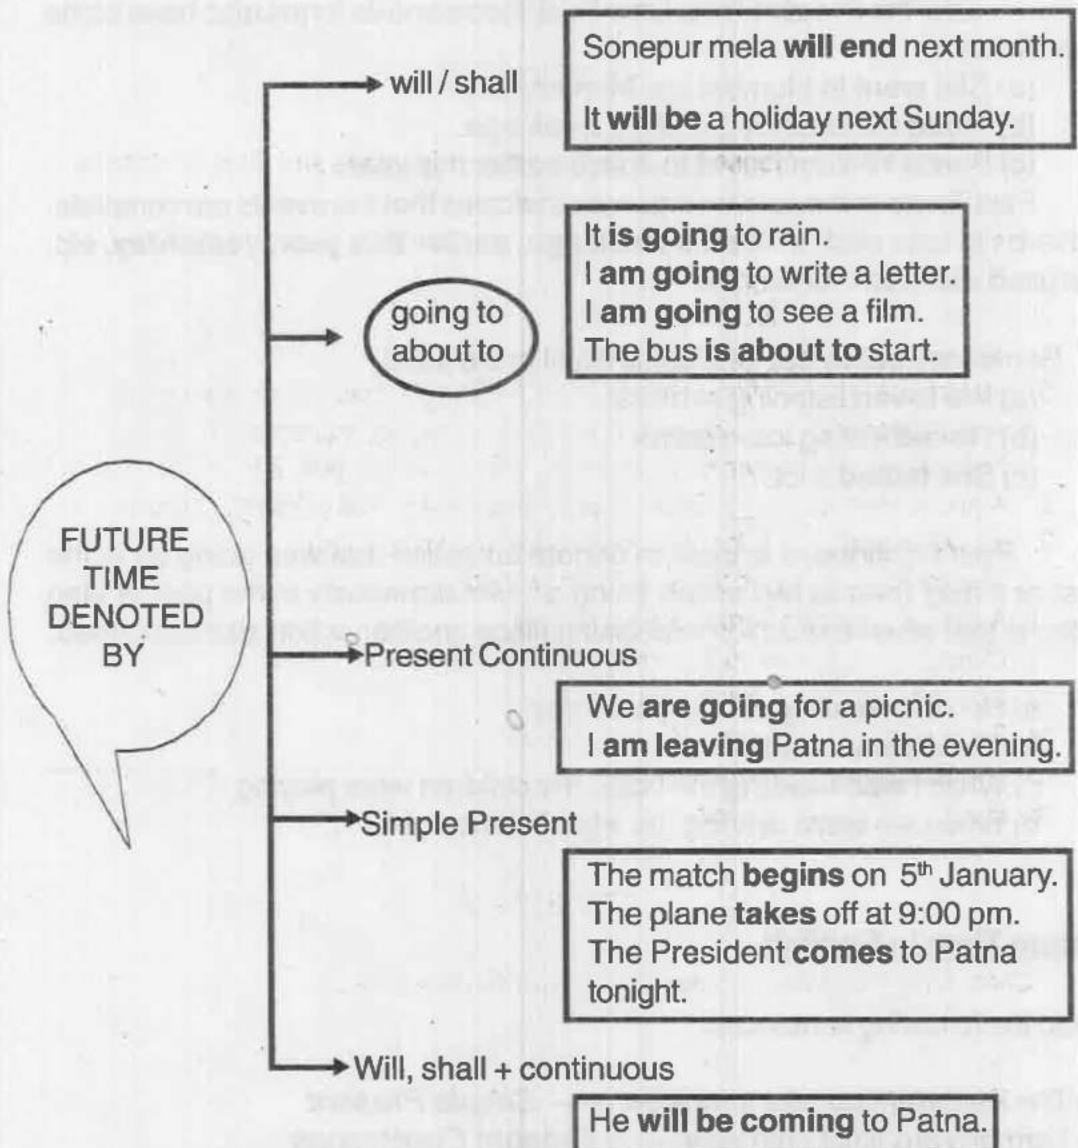 will / shall
Sonepur mela will end next month.
It will be a holiday next Sunday.
going to
about to
It is going to rain.
I am going to write a letter.
I am going to see a film.
The bus is about to start.
FUTURE
TIME
DENOTED
BY
Present Continuous
We are going for a picnic.
I am leaving Patna in the evening.
Simple Present
The match begins on 5th January.
The plane takes off at 9:00 pm.
The President comes to Patna
tonight.
Will, shall + continuous
He will be coming to Patna.